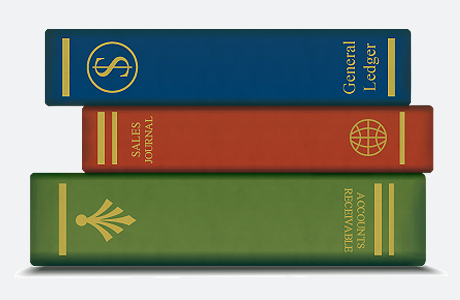 General
Ledger
SALES
JOURNAL
ACCOUNTS
RECEIVABLE